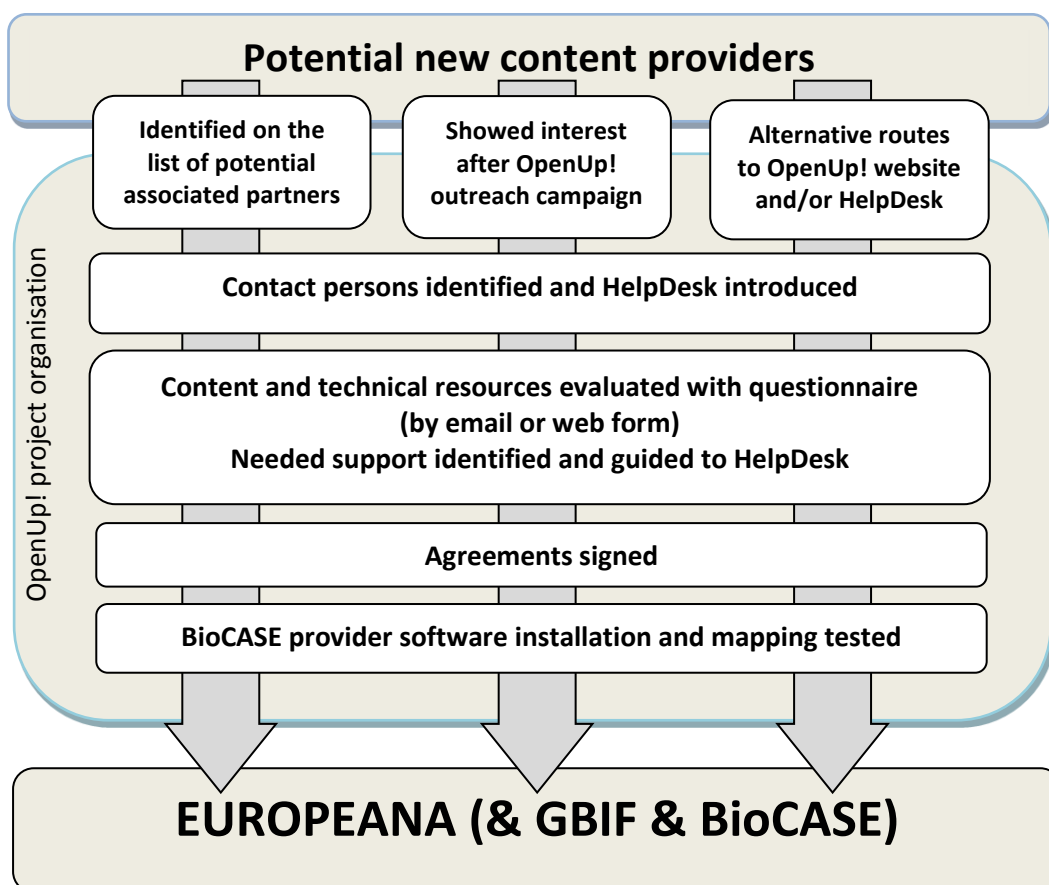 Potential new content providers
Identified on the
list of potential
associated partners
Showed interest
after OpenUp!
outreach campaign
Alternative routes
to OpenUp! website
and/or HelpDesk
OpenUp! project organisation
Contact persons identified and HelpDesk introduced
Content and technical resources evaluated with questionnaire
(by email or web form)
Needed support identified and guided to HelpDesk
Agreements signed
BioCASE provider software installation and mapping tested
EUROPEANA (& GBIF & BioCASE)